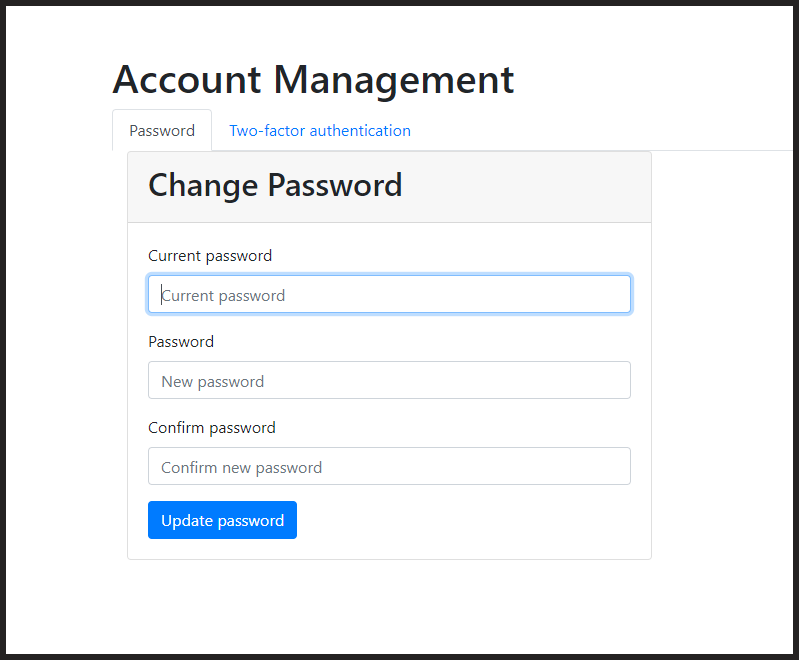 Account Management
Password Two-factor authentication
Change Password
Current password
Current password
Password
New password
Confirm password
Confirm new password
Update password